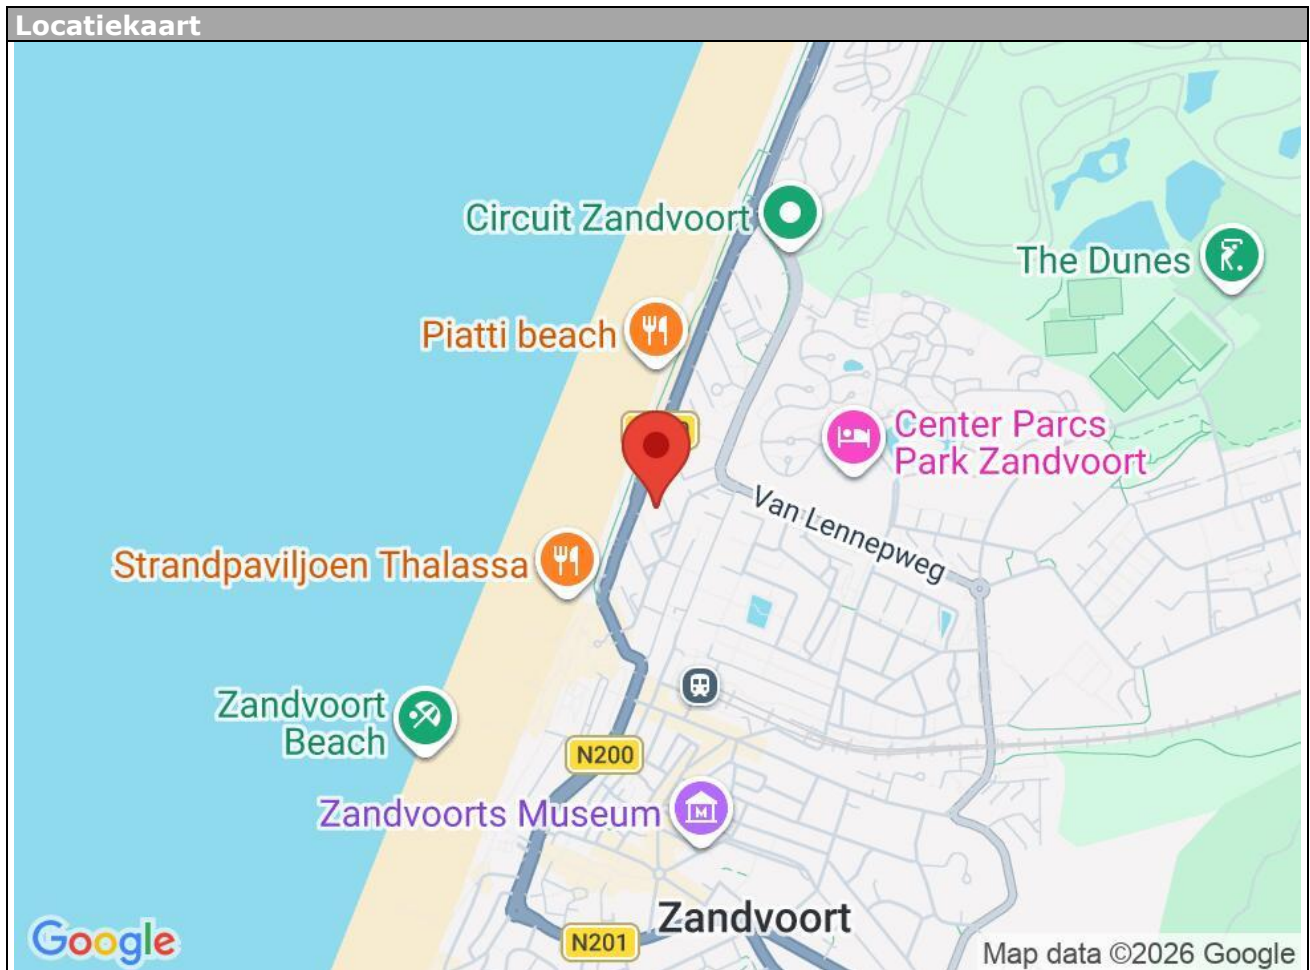 Locatiekaart
Circuit Zandvoort
The Dunes
Piatti beach
Center Parcs
Park Zandvoort
Van Lennepweg
Strandpaviljoen Thalassa
Zandvoort
Beach
N200
Zandvoorts Museum
M
Zandvoort
N201
Google
Map data ©2026 Google